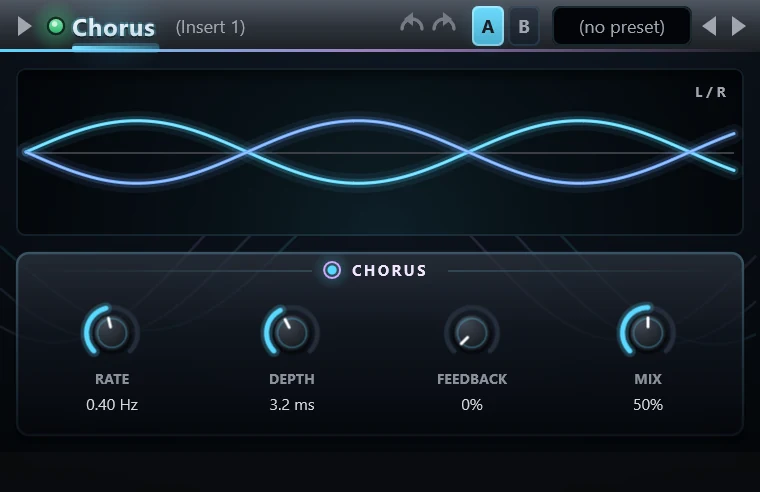 Chorus (Insert 1) A B (no preset)
L / R
CHORUS
RATE DEPTH FEEDBACK MIX
0.40 Hz 3.2 ms 0% 50%